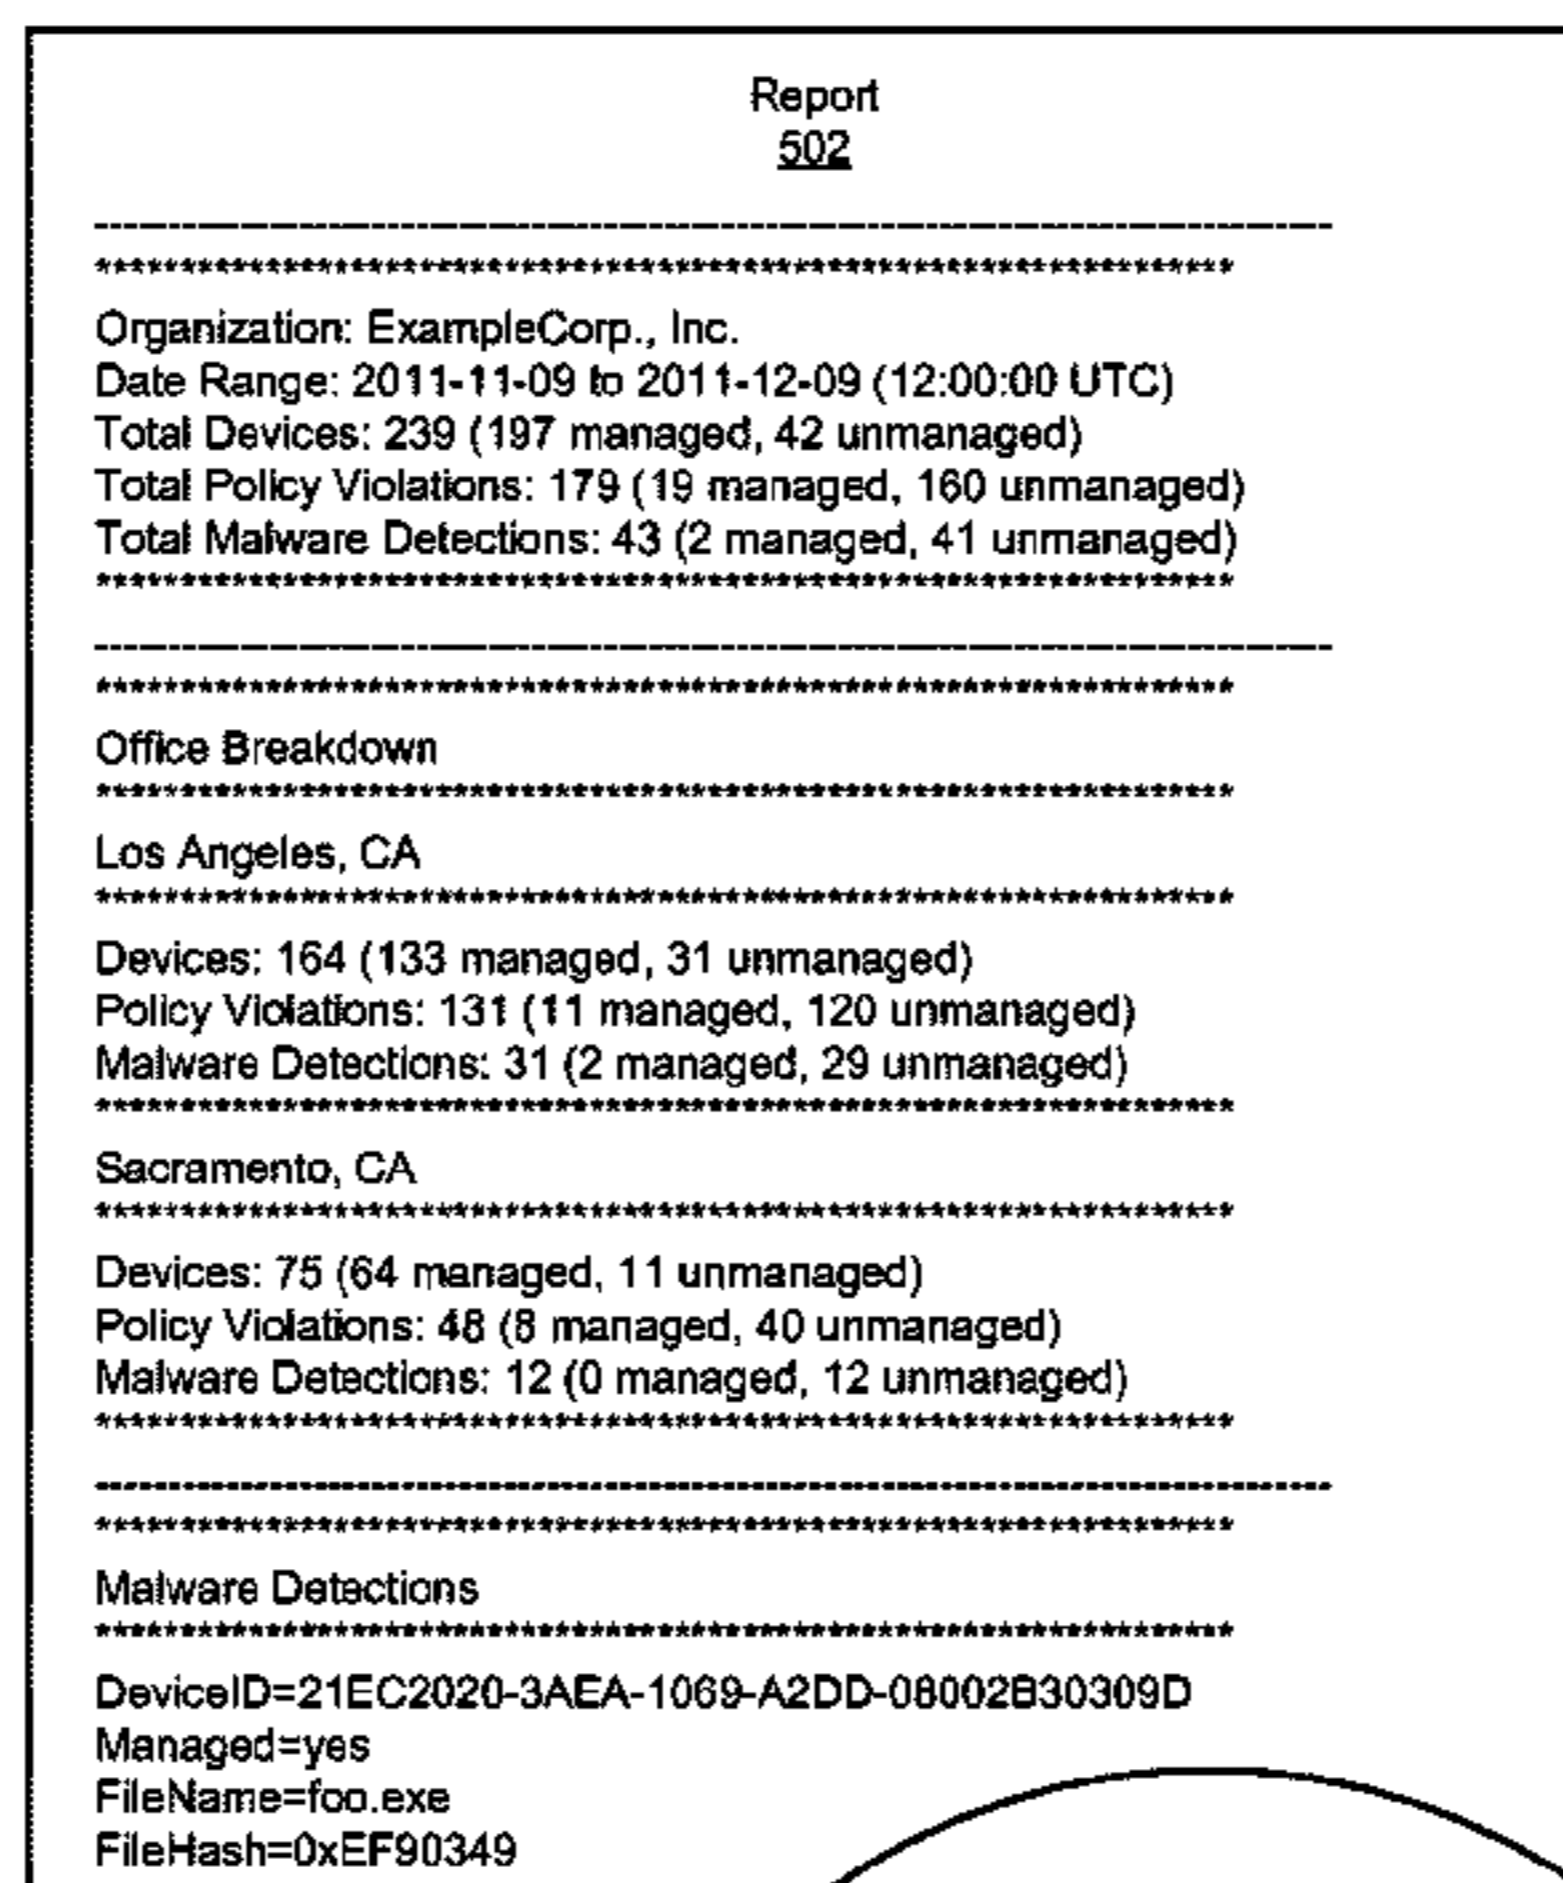 Report
502
--------------------------------------------------------------------------------
*******************************************************************
Organization: ExampleCorp., Inc.
Date Range: 2011-11-09 to 2011-12-09 (12:00:00 UTC)
Total Devices: 239 (197 managed, 42 unmanaged)
Total Policy Violations: 179 (19 managed, 160 unmanaged)
Total Malware Detections: 43 (2 managed, 41 unmanaged)
*******************************************************************
--------------------------------------------------------------------------------
*******************************************************************
Office Breakdown
*******************************************************************
Los Angeles, CA
*******************************************************************
Devices: 164 (133 managed, 31 unmanaged)
Policy Violations: 131 (11 managed, 120 unmanaged)
Malware Detections: 31 (2 managed, 29 unmanaged)
*******************************************************************
Sacramento, CA
*******************************************************************
Devices: 75 (64 managed, 11 unmanaged)
Policy Violations: 48 (8 managed, 40 unmanaged)
Malware Detections: 12 (0 managed, 12 unmanaged)
*******************************************************************
--------------------------------------------------------------------------------
*******************************************************************
Malware Detections
*******************************************************************
DeviceID=21EC2020-3AEA-1069-A2DD-08002B30309D
Managed=yes
FileName=foo.exe
FileHash=0xEF90349